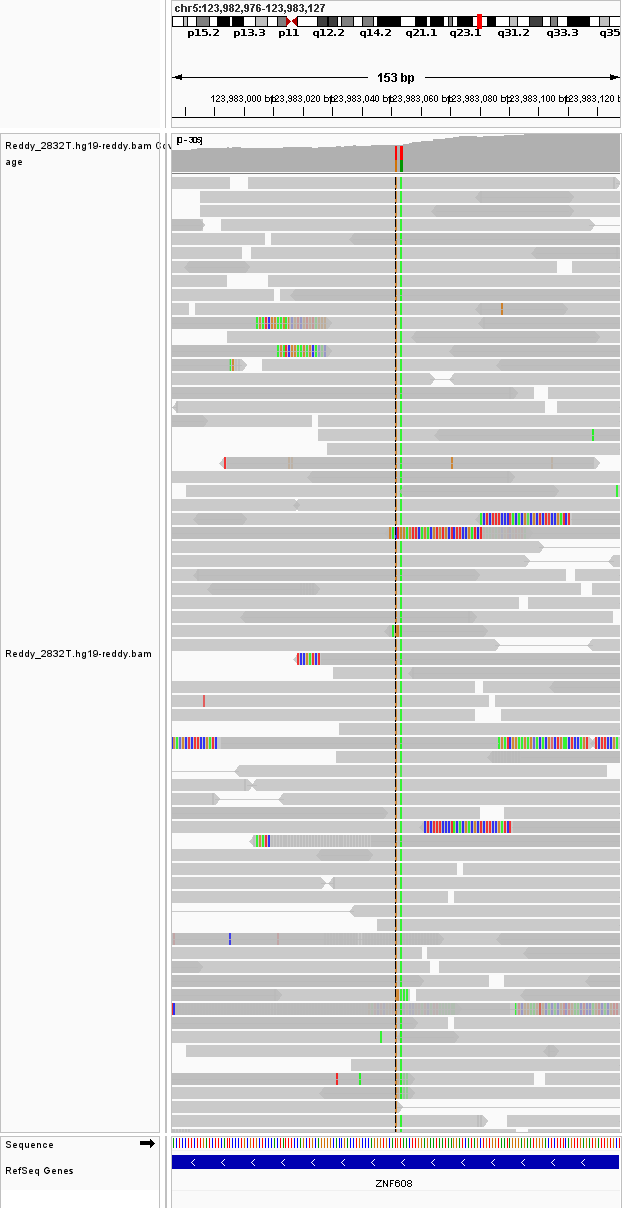 chr5:123,982,976-123,983,127
p15.2 p13.3 p11 q12.2 q14.2 q21.1 q23.1 q31.2 q33.3 q35
153 bp
123,983,000 bp 123,983,020 bp 123,983,040 bp 123,983,060 bp 123,983,080 bp 123,983,100 bp 123,983,120 b
Reddy_2832T.hg19-reddy.bam Cov
age
Reddy_2832T.hg19-reddy.bam
Sequence
RefSeq Genes
ZNF608